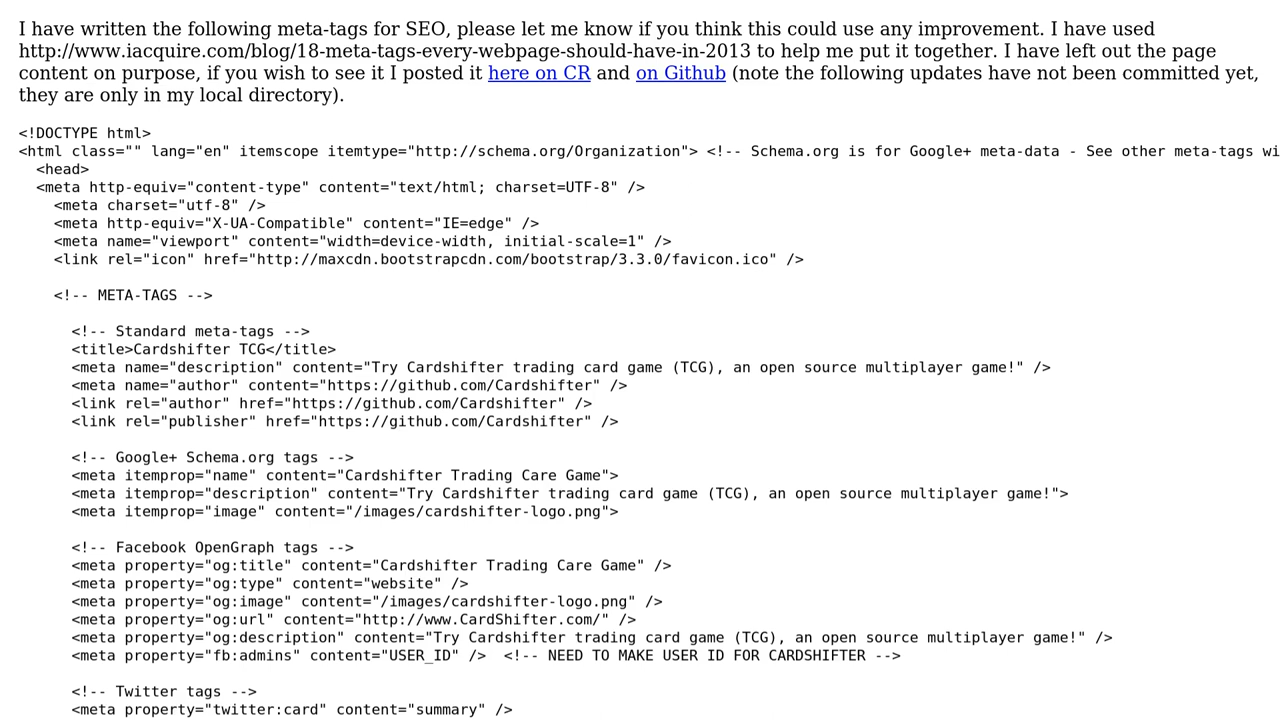 I have written the following meta-tags for SEO, please let me know if you think this could use any improvement. I have used
http://www.iacquire.com/blog/18-meta-tags-every-webpage-should-have-in-2013 to help me put it together. I have left out the page
content on purpose, if you wish to see it I posted it here on CR and on Github (note the following updates have not been committed yet,
they are only in my local directory).
<!DOCTYPE html>
<html class="" lang="en" itemscope itemtype="http://schema.org/Organization"> <!-- Schema.org is for Google+ meta-data - See other meta-tags wi
<head>
<meta http-equiv="content-type" content="text/html; charset=UTF-8" />
<meta charset="utf-8" />
<meta http-equiv="X-UA-Compatible" content="IE=edge" />
<meta name="viewport" content="width=device-width, initial-scale=1" />
<link rel="icon" href="http://maxcdn.bootstrapcdn.com/bootstrap/3.3.0/favicon.ico" />
<!-- META-TAGS -->
<!-- Standard meta-tags -->
<title>Cardshifter TCG</title>
<meta name="description" content="Try Cardshifter trading card game (TCG), an open source multiplayer game!" />
<meta name="author" content="https://github.com/Cardshifter" />
<link rel="author" href="https://github.com/Cardshifter" />
<link rel="publisher" href="https://github.com/Cardshifter" />
<!-- Google+ Schema.org tags -->
<meta itemprop="name" content="Cardshifter Trading Care Game">
<meta itemprop="description" content="Try Cardshifter trading card game (TCG), an open source multiplayer game!">
<meta itemprop="image" content="/images/cardshifter-logo.png">
<!-- Facebook OpenGraph tags -->
<meta property="og:title" content="Cardshifter Trading Care Game" />
<meta property="og:type" content="website" />
<meta property="og:image" content="/images/cardshifter-logo.png" />
<meta property="og:url" content="http://www.CardShifter.com/" />
<meta property="og:description" content="Try Cardshifter trading card game (TCG), an open source multiplayer game!" />
<meta property="fb:admins" content="USER_ID" />  <!-- NEED TO MAKE USER ID FOR CARDSHIFTER -->
<!-- Twitter tags -->
<meta property="twitter:card" content="summary" />